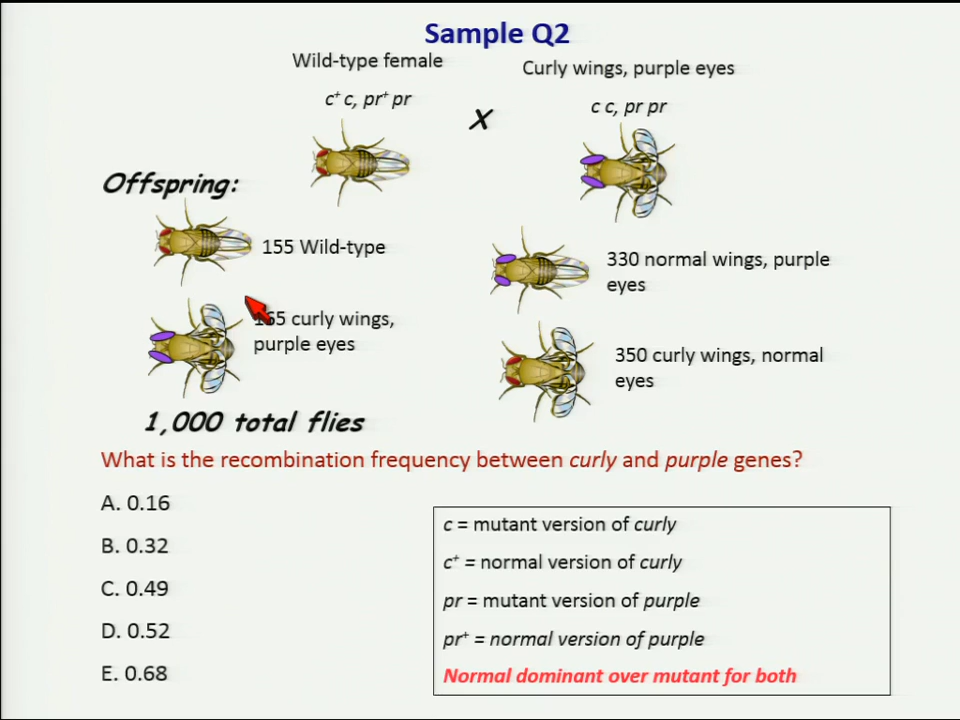 Sample Q2
Wild-type female
Curly wings, purple eyes
c⁺ c, pr⁺ pr
X
c c, pr pr
Offspring:
155 Wild-type
330 normal wings, purple
eyes
165 curly wings,
purple eyes
350 curly wings, normal
eyes
1,000 total flies
What is the recombination frequency between curly and purple genes?
A. 0.16
B. 0.32
C. 0.49
D. 0.52
E. 0.68
c = mutant version of curly
c⁺ = normal version of curly
pr = mutant version of purple
pr⁺ = normal version of purple
Normal dominant over mutant for both